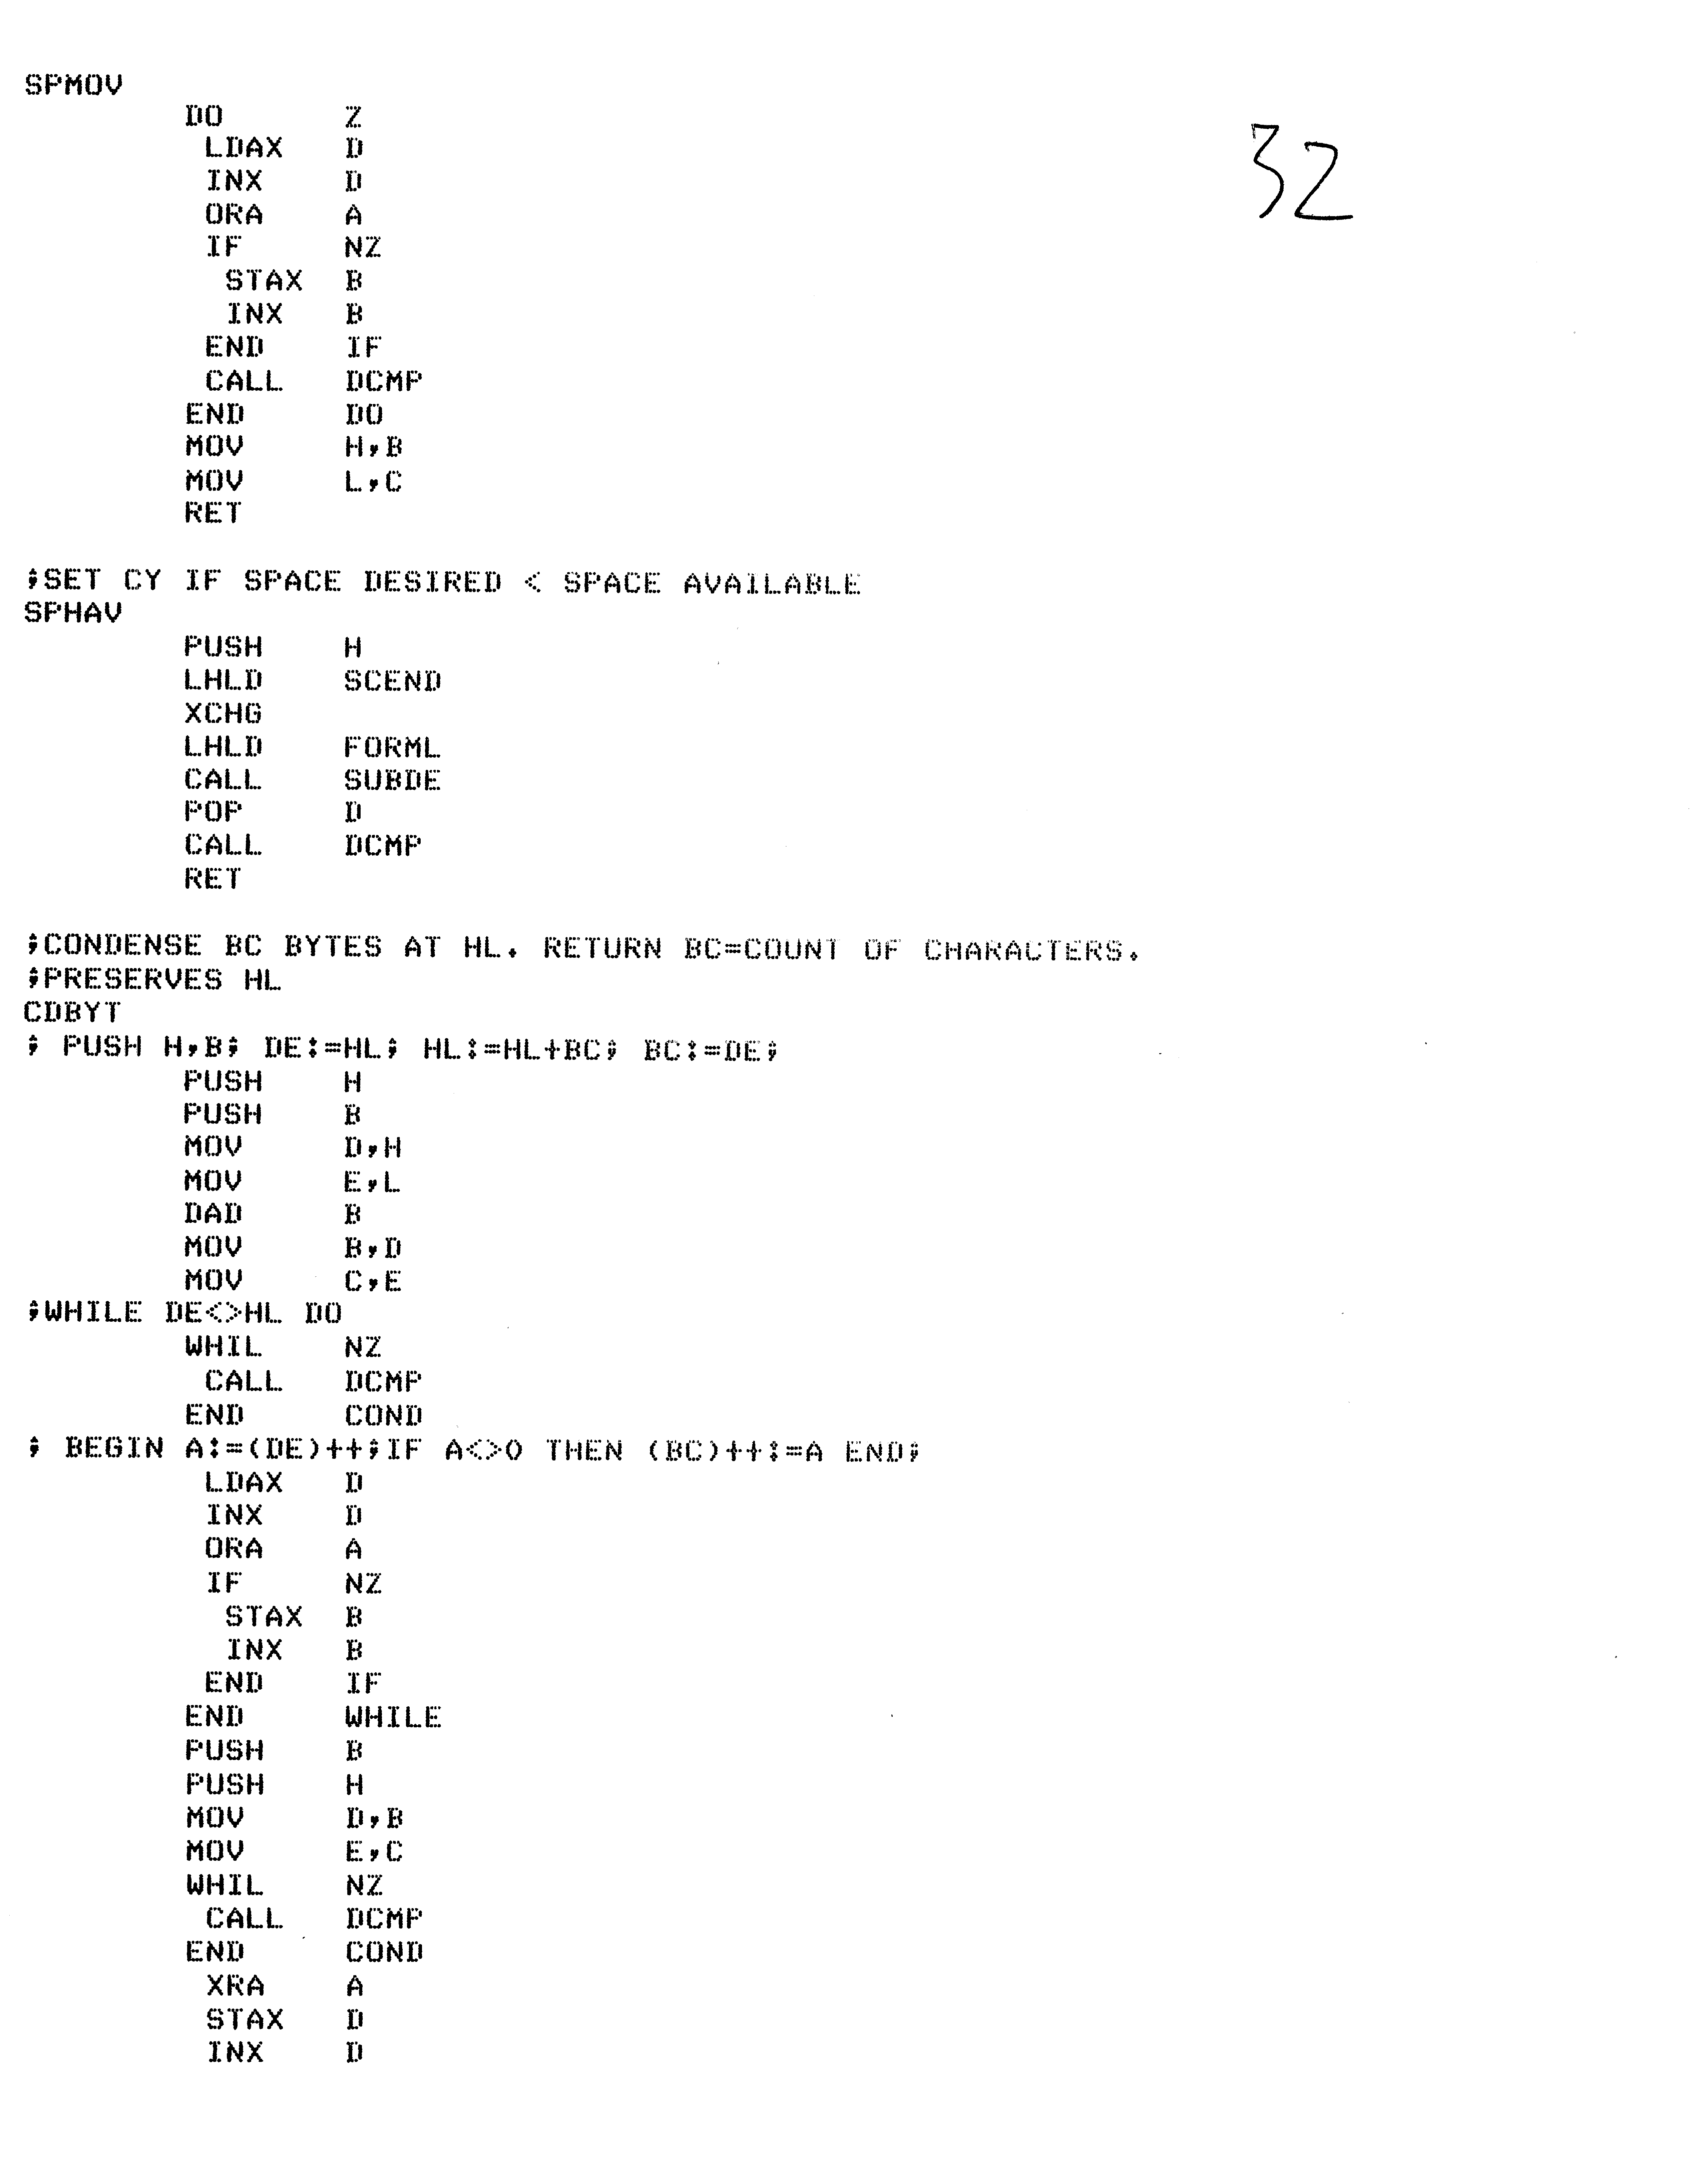 SPMOV
DO Z
LDAX D
32
INX D
ORA A
IF NZ
STAX B
INX B
END IF
CALL DCMP
END DO
MOV H,B
MOV L,C
RET
;SET CY IF SPACE DESIRED < SPACE AVAILABLE
SPHAV
PUSH H
LHLD SCEND
XCHG
LHLD FORML
CALL SUBDE
POP D
CALL DCMP
RET
;CONDENSE BC BYTES AT HL. RETURN BC=COUNT OF CHARACTERS.
;PRESERVES HL
CDBYT
; PUSH H,B; DE:=HL; HL:=HL+BC; BC:=DE;
PUSH H
PUSH B
MOV D,H
MOV E,L
DAD B
MOV B,D
MOV C,E
;WHILE DE<>HL DO
WHIL NZ
CALL DCMP
END COND
; BEGIN A:=(DE)++;IF A<>0 THEN (BC)++:=A END;
LDAX D
INX D
ORA A
IF NZ
STAX B
INX B
END IF
END WHILE
PUSH B
PUSH H
MOV D,B
MOV E,C
WHIL NZ
CALL DCMP
END COND
XRA A
STAX D
INX D